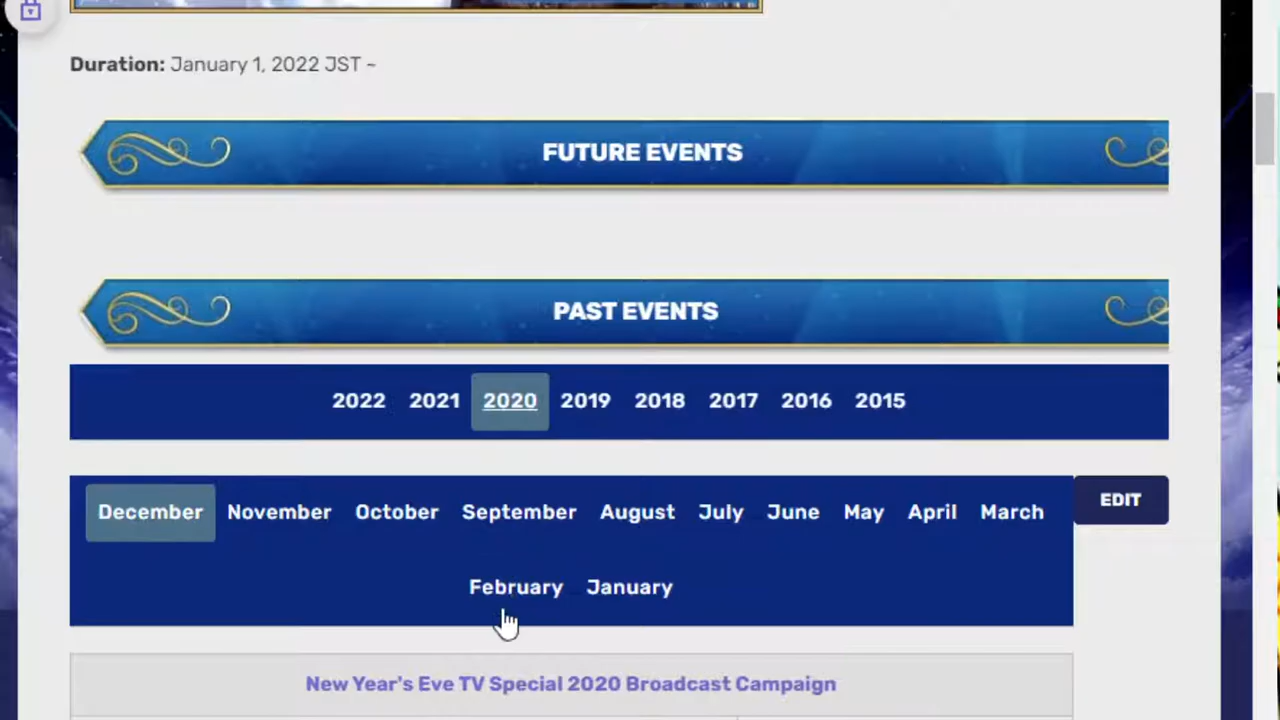 Duration: January 1, 2022 JST ~
FUTURE EVENTS
PAST EVENTS
2022 2021 2020 2019 2018 2017 2016 2015
December November October September August July June May April March
EDIT
February January
New Year's Eve TV Special 2020 Broadcast Campaign